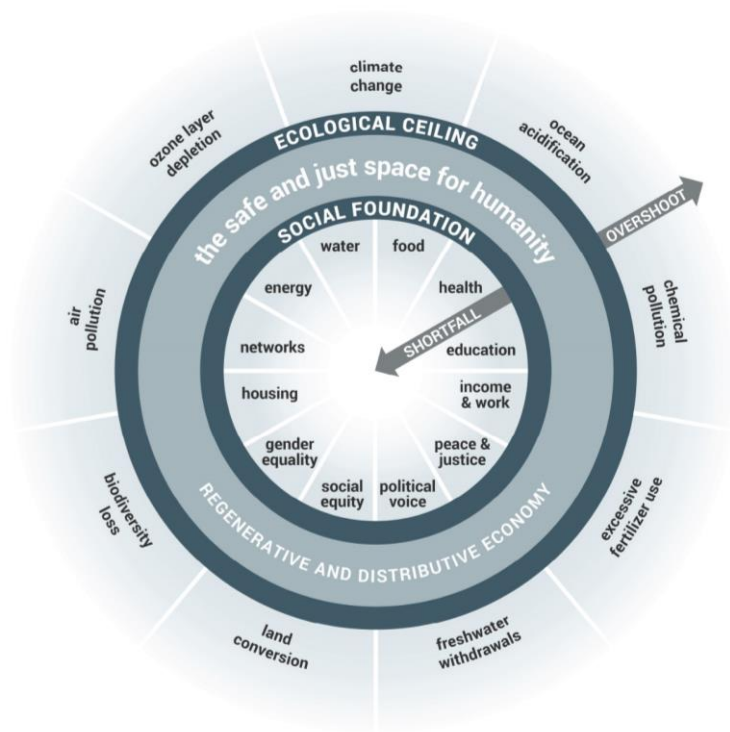 climate
change
ocean
acidification
ozone layer
depletion
ECOLOGICAL CEILING
the safe and just space for humanity
SOCIAL FOUNDATION
OVERSHOOT
water
food
energy
health
SHORTFALL
air
pollution
chemical
pollution
networks
education
housing
income
& work
gender
equality
peace &
justice
social
equity
political
voice
REGENERATIVE AND DISTRIBUTIVE ECONOMY
biodiversity
loss
excessive
fertilizer use
land
conversion
freshwater
withdrawals